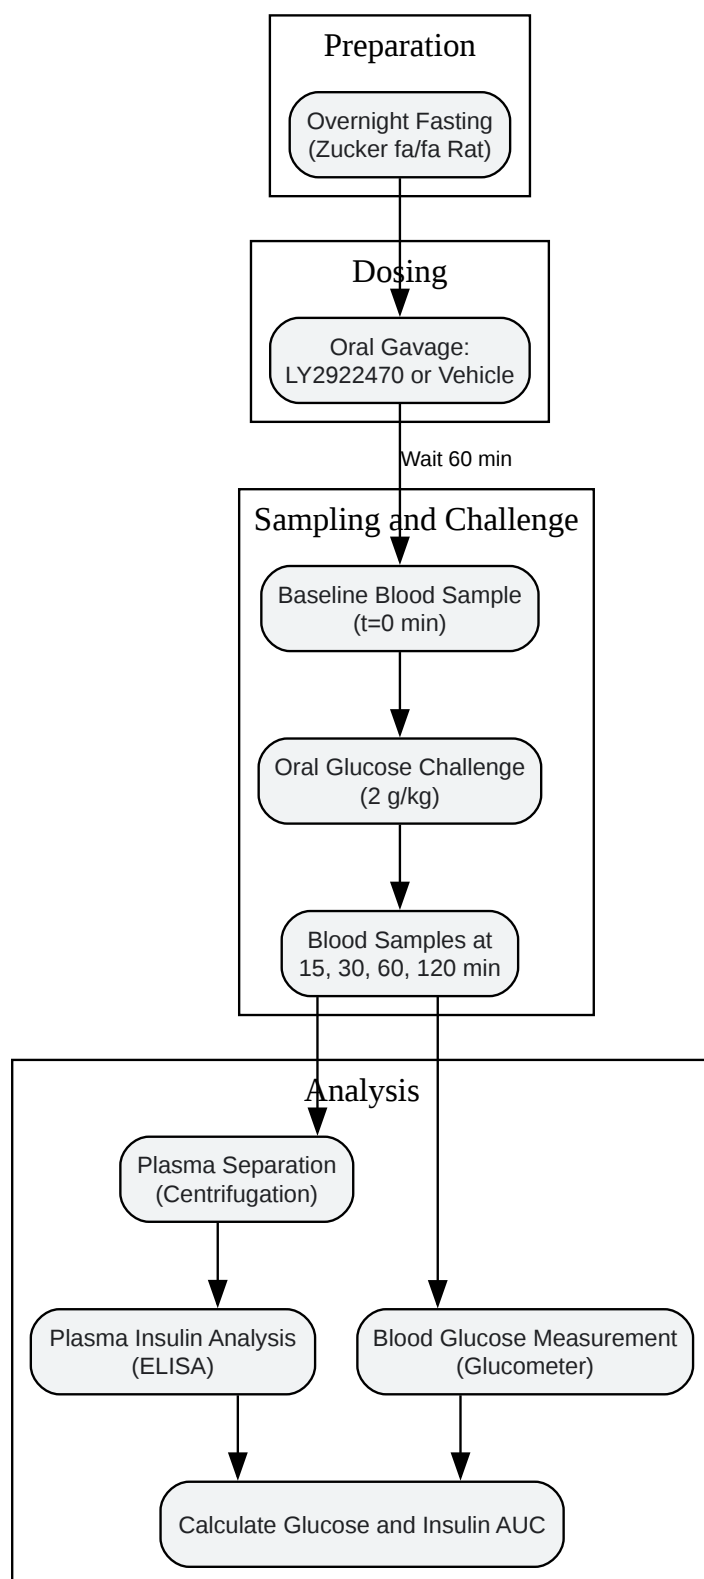 Preparation
Overnight Fasting
(Zucker fa/fa Rat)
Dosing
Oral Gavage:
LY2922470 or Vehicle
Wait 60 min
Sampling and Challenge
Baseline Blood Sample
(t=0 min)
Oral Glucose Challenge
(2 g/kg)
Blood Samples at
15, 30, 60, 120 min
Analysis
Plasma Separation
(Centrifugation)
Plasma Insulin Analysis
(ELISA)
Blood Glucose Measurement
(Glucometer)
Calculate Glucose and Insulin AUC